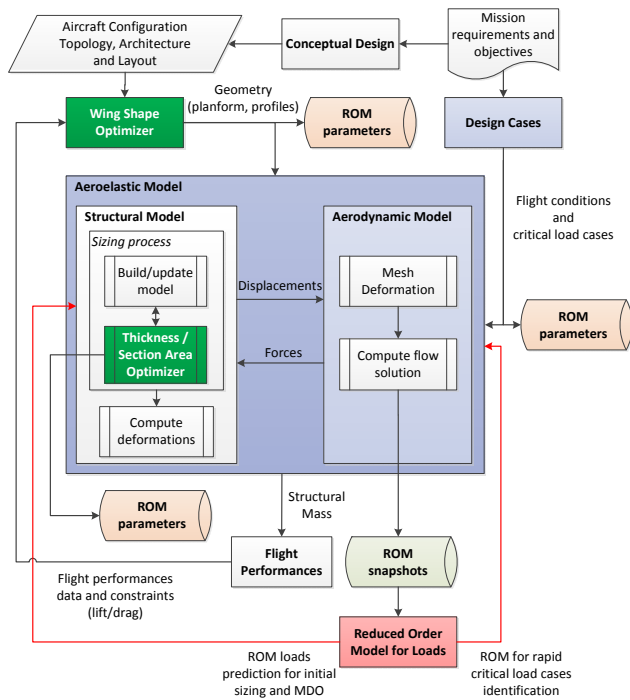 Aircraft Configuration
Topology, Architecture
and Layout
Conceptual Design
Mission
requirements and
objectives
Wing Shape
Optimizer
Geometry
(planform, profiles)
ROM
parameters
Design Cases
Aeroelastic Model
Structural Model
Sizing process
Build/update
model
Thickness /
Section Area
Optimizer
Compute
deformations
Displacements
Forces
Aerodynamic Model
Mesh
Deformation
Compute flow
solution
Flight conditions
and
critical load cases
ROM
parameters
ROM
parameters
Structural
Mass
Flight
Performances
ROM
snapshots
Flight performances
data and constraints
(lift/drag)
Reduced Order
Model for Loads
ROM loads
prediction for initial
sizing and MDO
ROM for rapid
critical load cases
identification